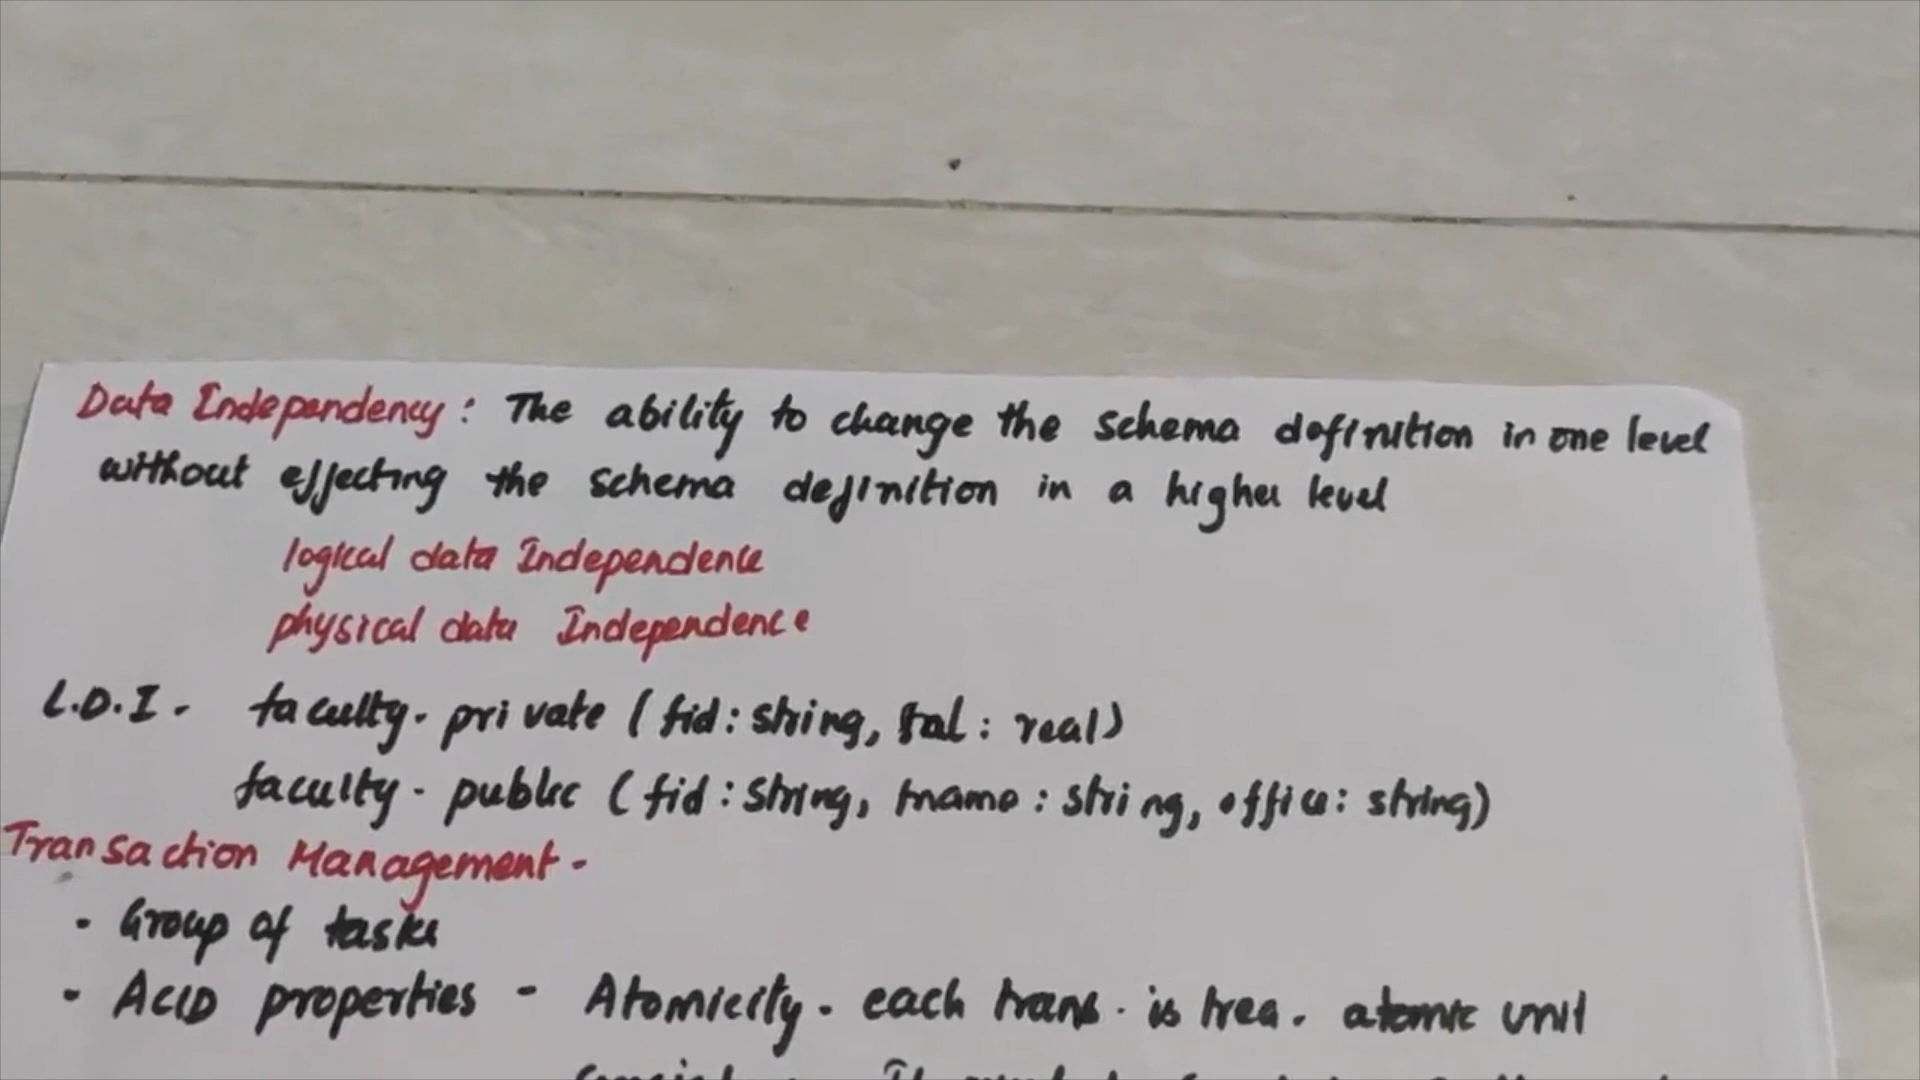 Data Independency: The ability to change the schema definition in one level
without effecting the schema definition in a higher level
logical data Independence
physical data Independence
L.D.I. faculty. private (fid: string, sal: real)
faculty. public (fid: string, fname: string, office: string)
Transaction Management -
- Group of tasks
- ACID properties - Atomicity. each trans. is trea. atomic unit